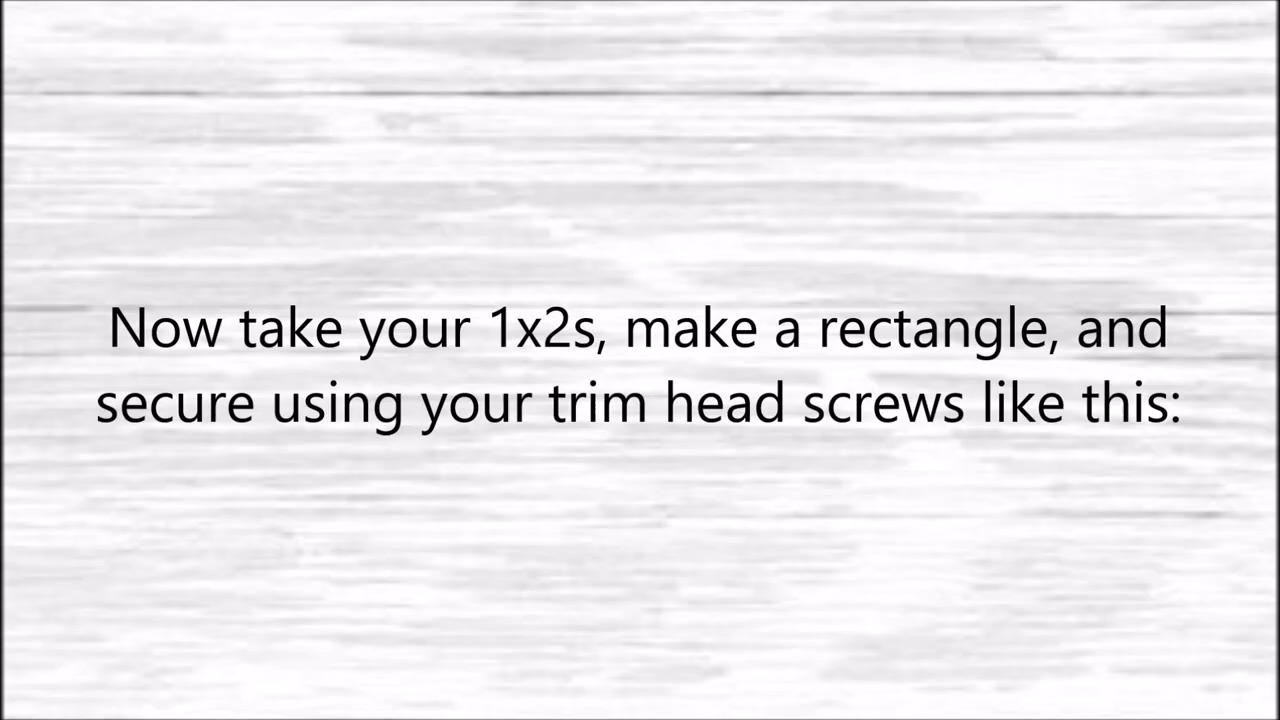 Now take your 1x2s, make a rectangle, and
secure using your trim head screws like this: